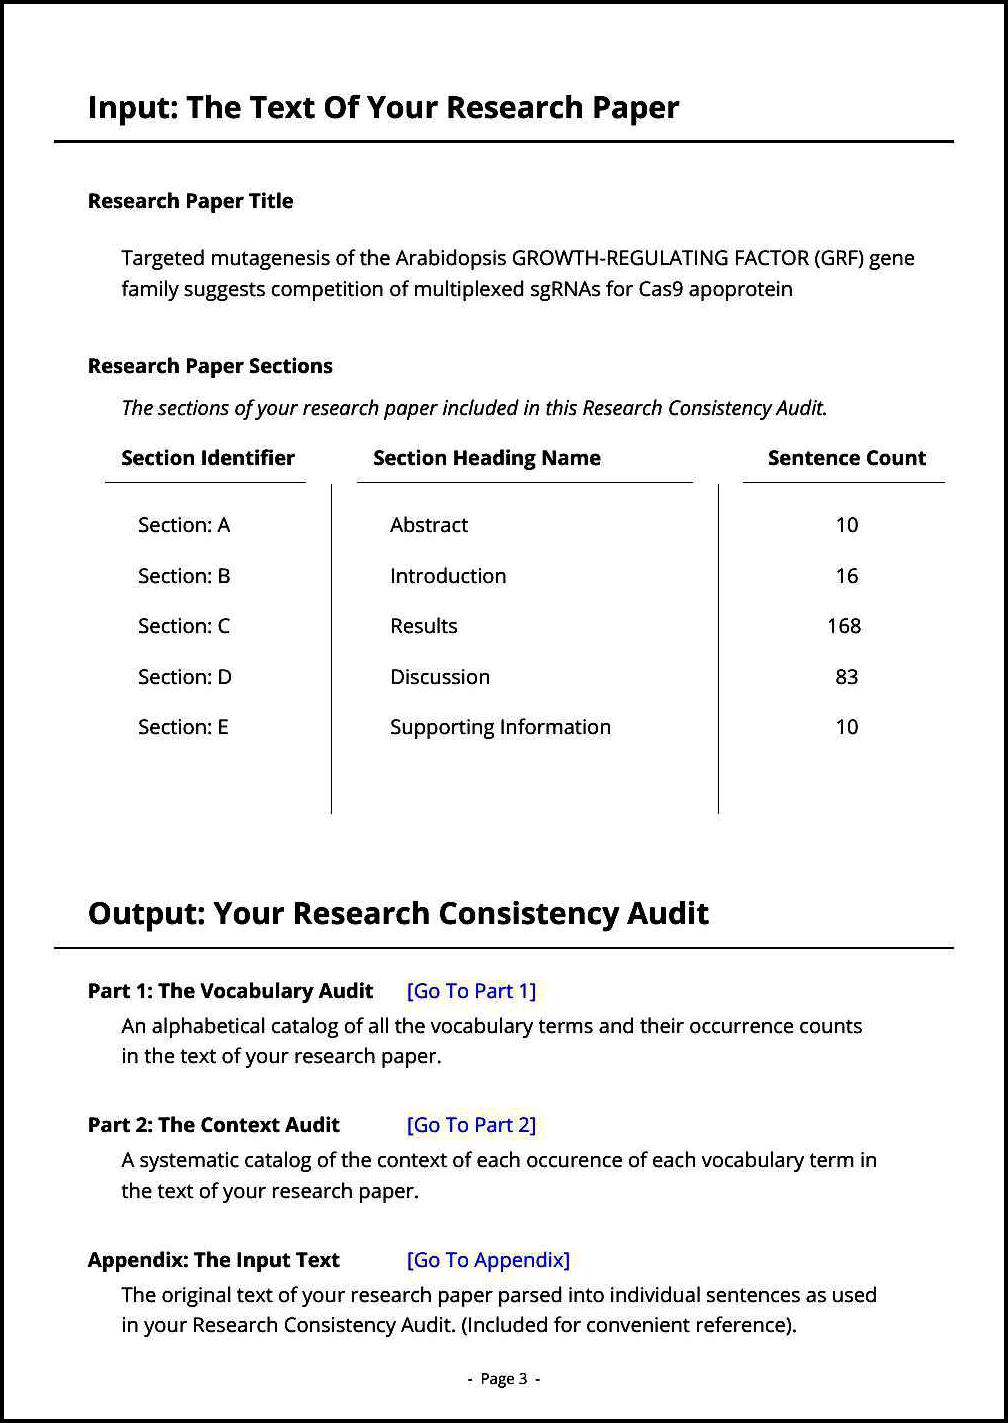 Input: The Text Of Your Research Paper
Research Paper Title
Targeted mutagenesis of the Arabidopsis GROWTH-REGULATING FACTOR (GRF) gene
family suggests competition of multiplexed sgRNAs for Cas9 apoprotein
Research Paper Sections
The sections of your research paper included in this Research Consistency Audit.
Section Identifier Section Heading Name Sentence Count
Section: A Abstract 10
Section: B Introduction 16
Section: C Results 168
Section: D Discussion 83
Section: E Supporting Information 10
Output: Your Research Consistency Audit
Part 1: The Vocabulary Audit [Go To Part 1]
An alphabetical catalog of all the vocabulary terms and their occurrence counts
in the text of your research paper.
Part 2: The Context Audit [Go To Part 2]
A systematic catalog of the context of each occurence of each vocabulary term in
the text of your research paper.
Appendix: The Input Text [Go To Appendix]
The original text of your research paper parsed into individual sentences as used
in your Research Consistency Audit. (Included for convenient reference).
- Page 3 -